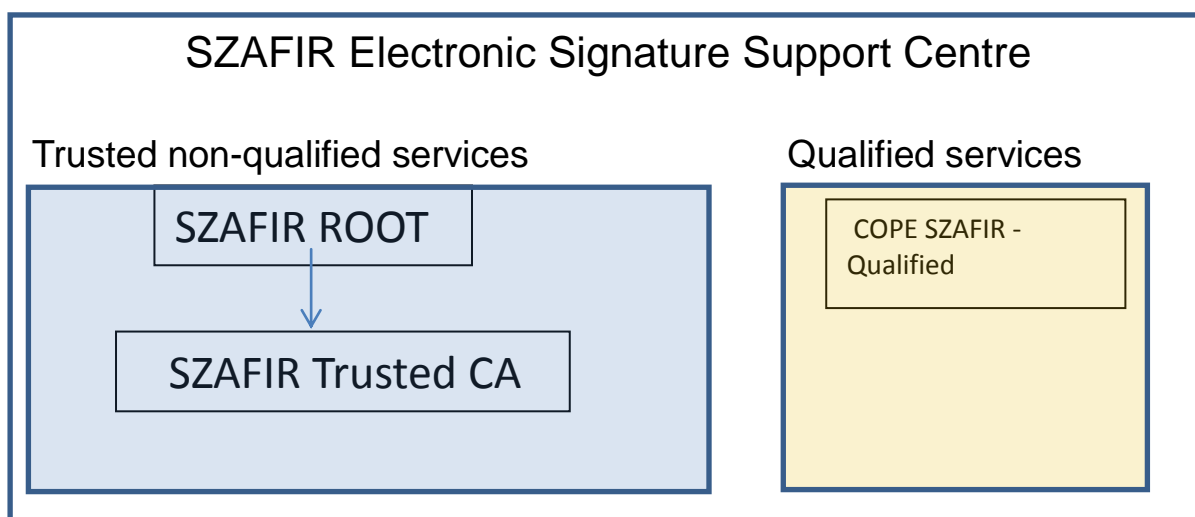 SZAFIR Electronic Signature Support Centre
Trusted non-qualified services
SZAFIR ROOT
SZAFIR Trusted CA
Qualified services
COPE SZAFIR -
Qualified